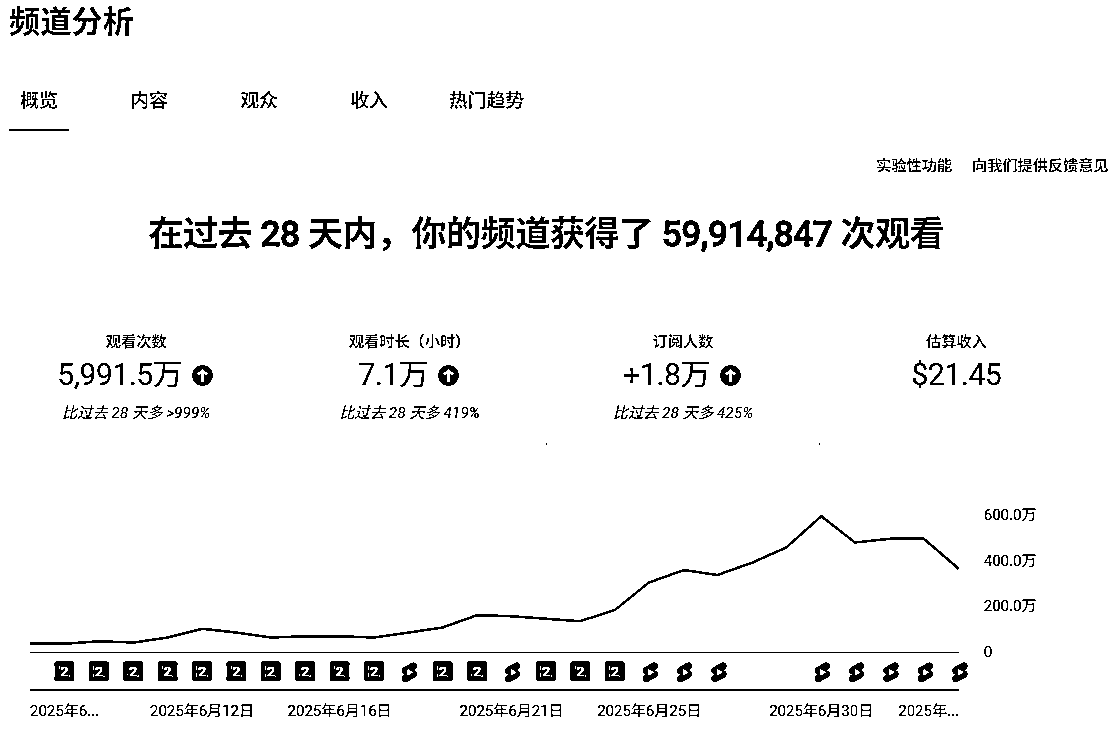 频道分析
概览 内容 观众 收入 热门趋势
实验性功能 向我们提供反馈意见
在过去 28 天内，你的频道获得了 59,914,847 次观看
观看次数 观看时长（小时） 订阅人数 估算收入
5,991.5万 7.1万 +1.8万 $21.45
比过去 28 天多 >999% 比过去 28 天多 419% 比过去 28 天多 425%
600.0万
400.0万
200.0万
0
2025年6... 2025年6月12日 2025年6月16日 2025年6月21日 2025年6月25日 2025年6月30日 2025年...